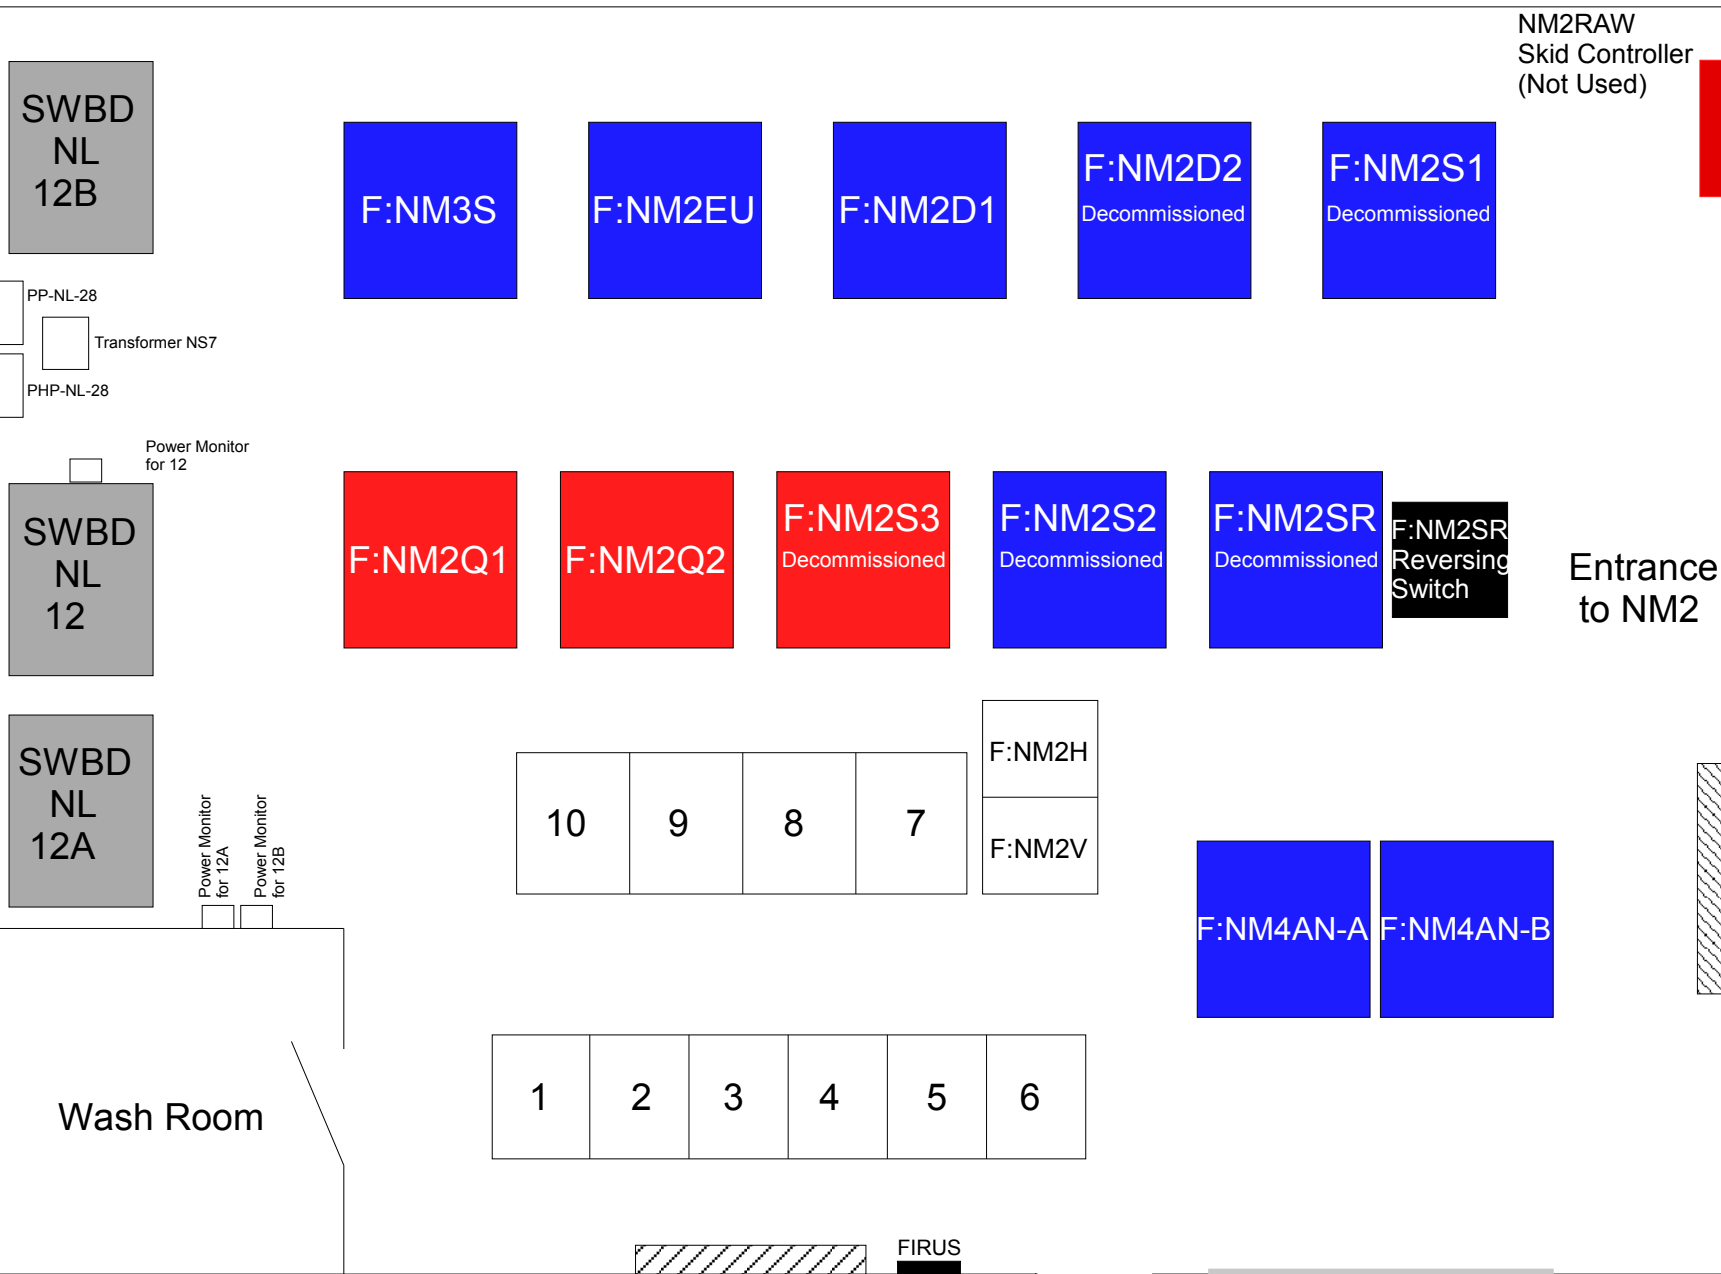 NM2RAW
Skid Controller
(Not Used)
SWBD
NL
12B
F:NM3S
F:NM2EU
F:NM2D1
F:NM2D2
Decommissioned
F:NM2S1
Decommissioned
PP-NL-28
Transformer NS7
PHP-NL-28
Power Monitor
for 12
SWBD
NL
12
F:NM2Q1
F:NM2Q2
F:NM2S3
Decommissioned
F:NM2S2
Decommissioned
F:NM2SR
Decommissioned
F:NM2SR
Reversing
Switch
Entrance
to NM2
SWBD
NL
12A
Power Monitor
for 12A
Power Monitor
for 12B
10
9
8
7
F:NM2H
F:NM2V
F:NM4AN-A
F:NM4AN-B
Wash Room
1
2
3
4
5
6
FIRUS